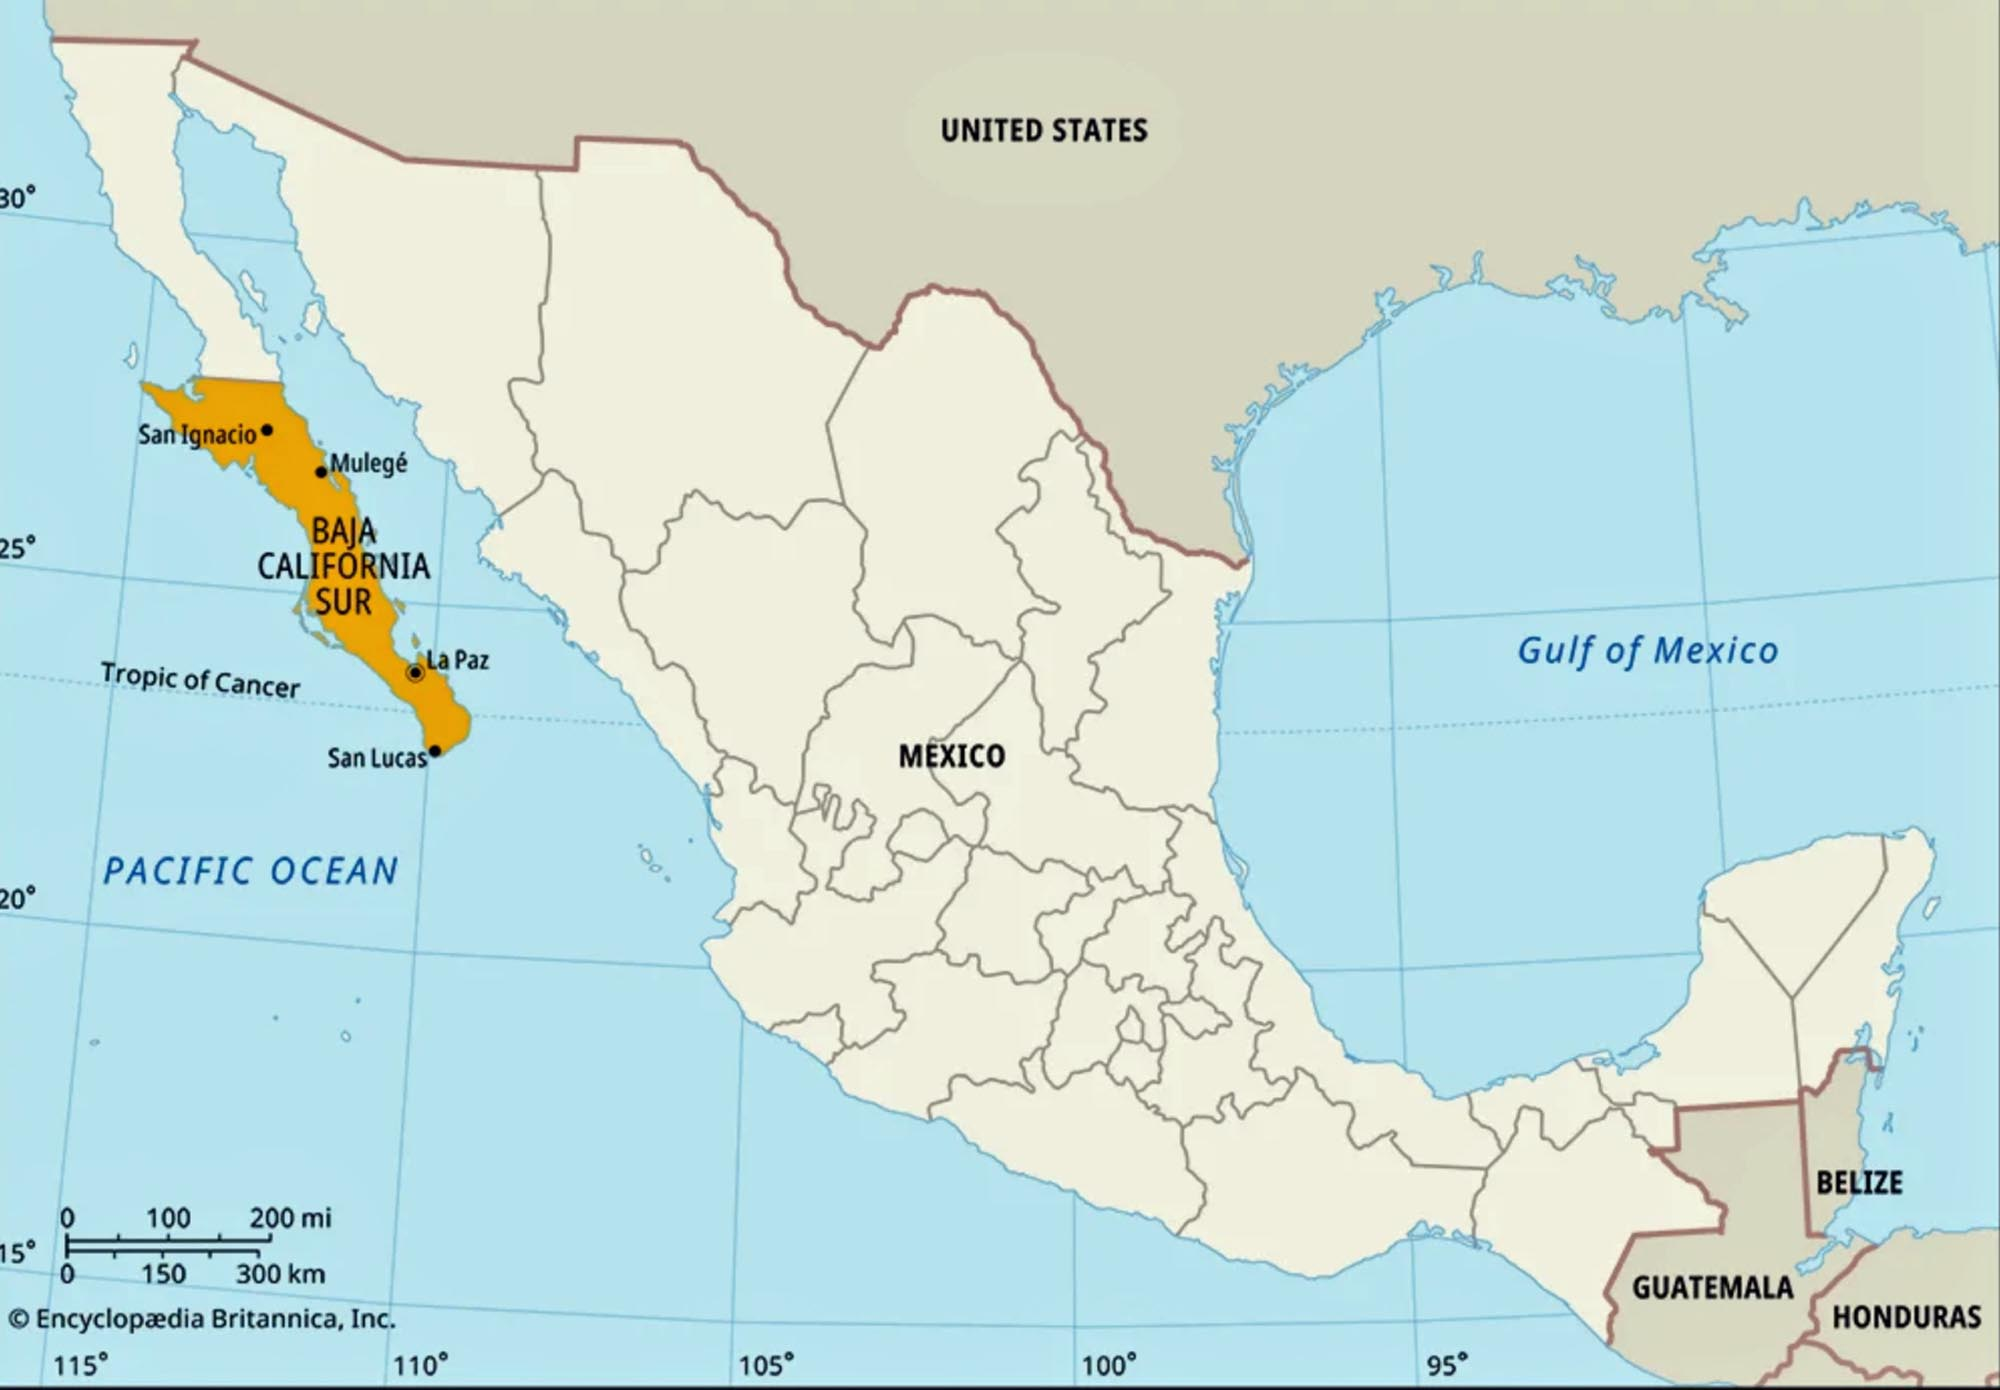 UNITED STATES
30°
San Ignacio
Mulegé
BAJA
CALIFORNIA
SUR
25°
Gulf of Mexico
La Paz
Tropic of Cancer
San Lucas
MEXICO
PACIFIC OCEAN
20°
BELIZE
0 100 200 mi
15°
0 150 300 km
GUATEMALA
HONDURAS
© Encyclopædia Britannica, Inc.
115° 110° 105° 100° 95°